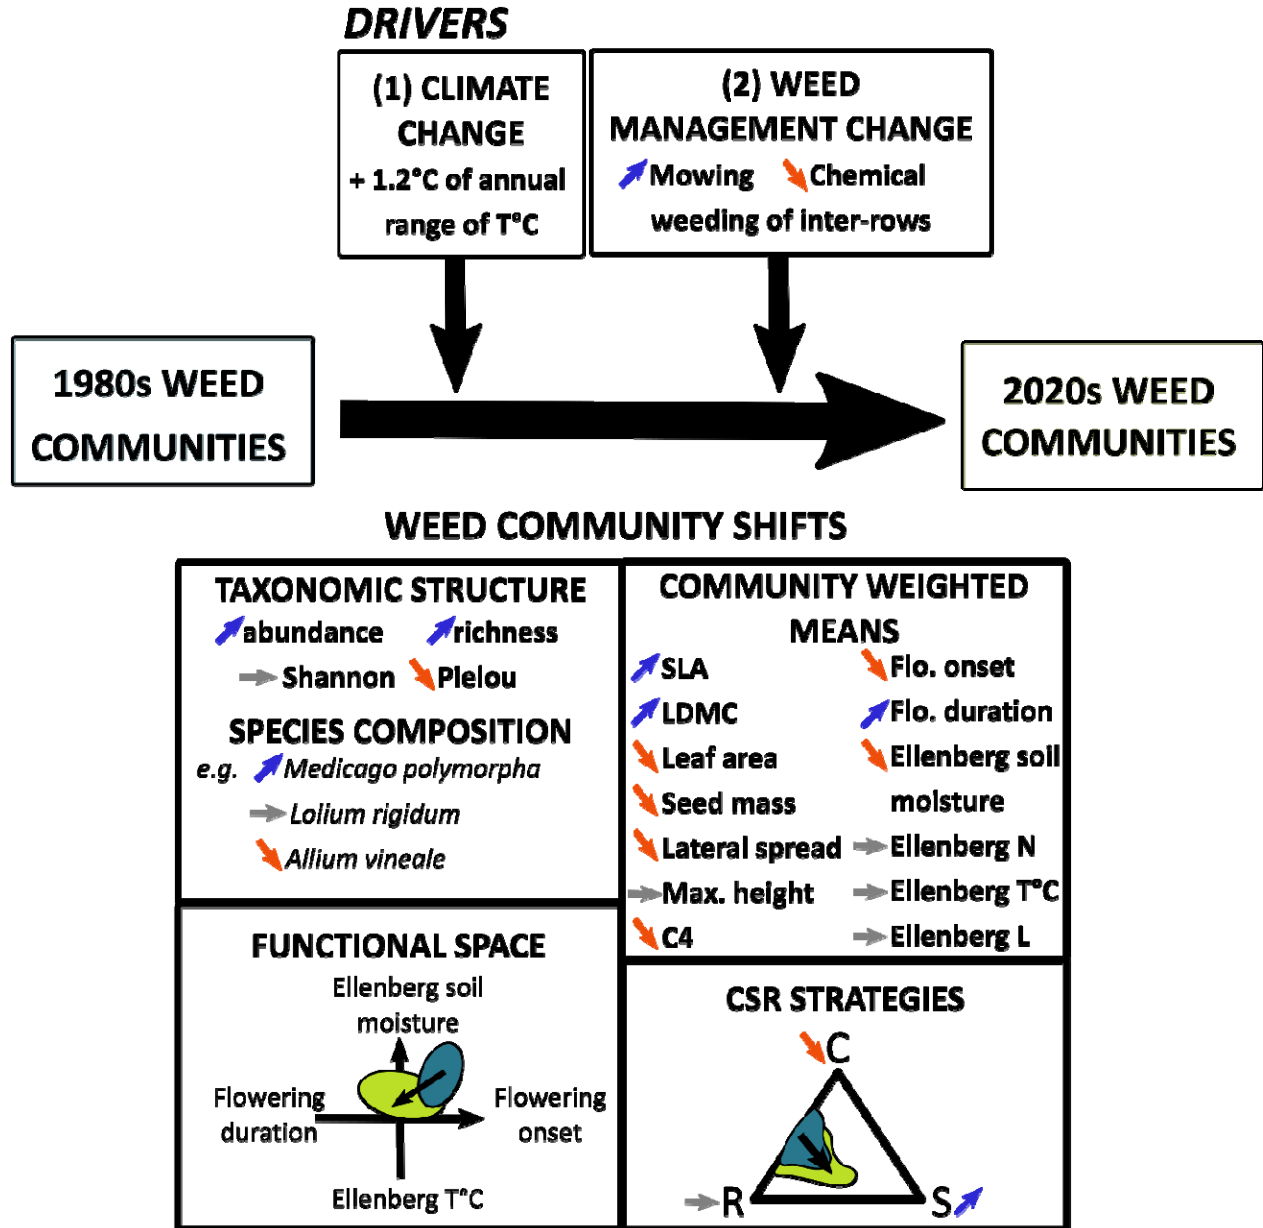 DRIVERS
(1) CLIMATE
CHANGE
+ 1.2°C of annual
range of T°C
(2) WEED
MANAGEMENT CHANGE
Mowing Chemical
weeding of inter-rows
1980s WEED
COMMUNITIES
2020s WEED
COMMUNITIES
WEED COMMUNITY SHIFTS
TAXONOMIC STRUCTURE
abundance richness
Shannon Pielou
SPECIES COMPOSITION
e.g. Medicago polymorpha
Lolium rigidum
Allium vineale
COMMUNITY WEIGHTED
MEANS
SLA
LDMC
Leaf area
Seed mass
Lateral spread
Max. height
C4
Flo. onset
Flo. duration
Ellenberg soil
moisture
Ellenberg N
Ellenberg T°C
Ellenberg L
FUNCTIONAL SPACE
Ellenberg soil
moisture
Flowering
duration
Flowering
onset
Ellenberg T°C
CSR STRATEGIES
C
R
S